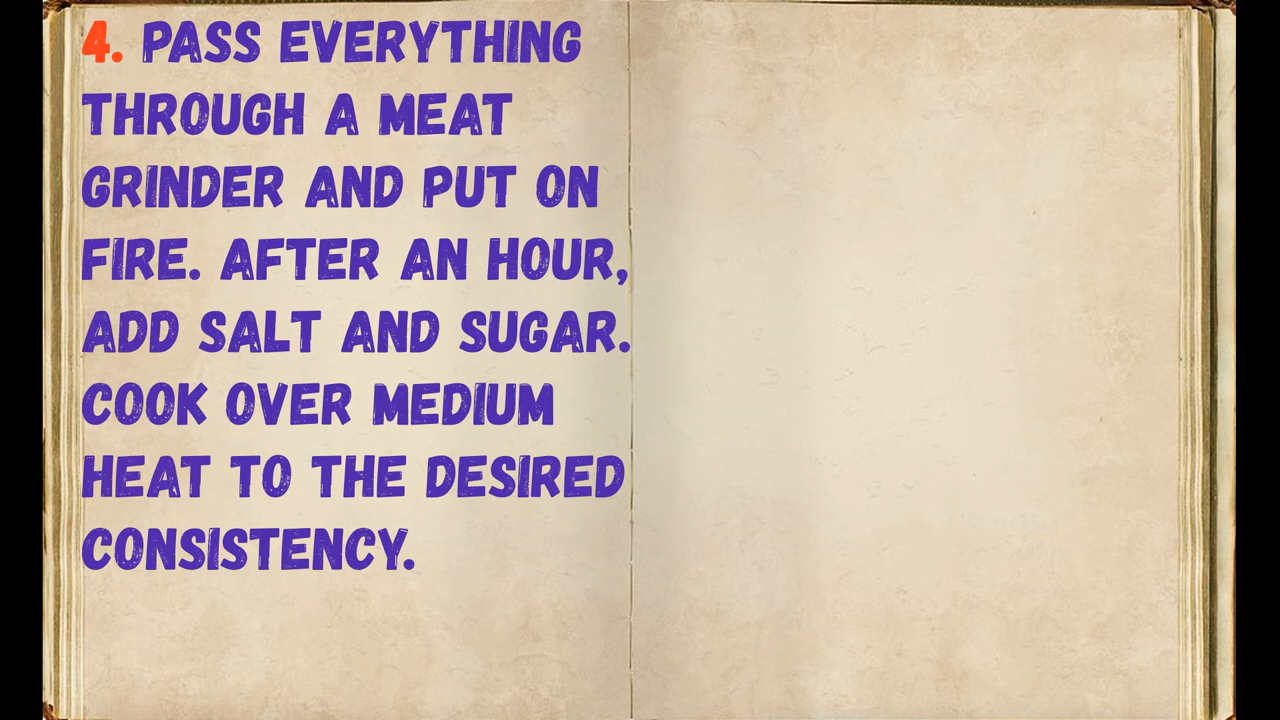 4. PASS EVERYTHING
THROUGH A MEAT
GRINDER AND PUT ON
FIRE. AFTER AN HOUR,
ADD SALT AND SUGAR.
COOK OVER MEDIUM
HEAT TO THE DESIRED
CONSISTENCY.